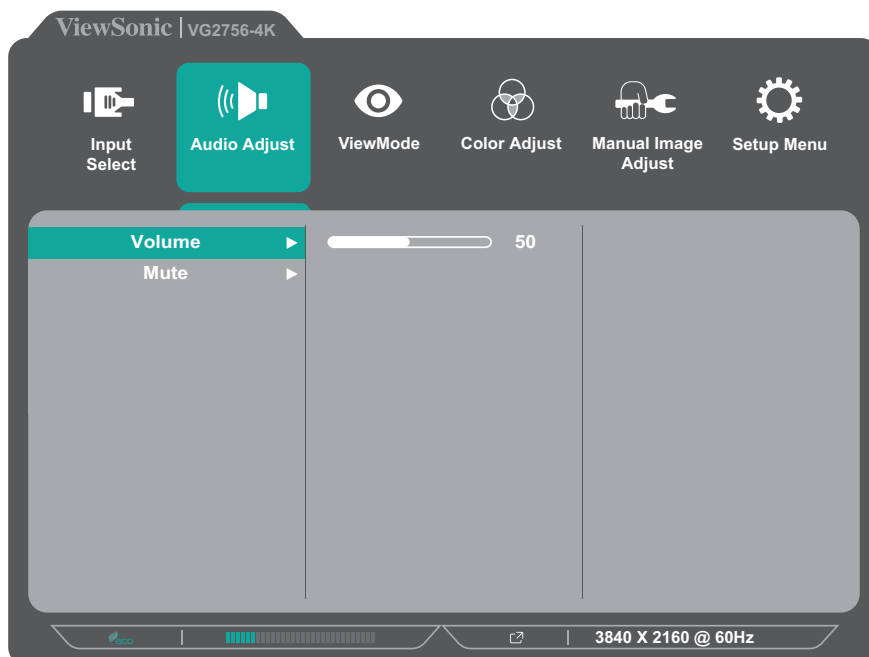 ViewSonic | VG2756-4K
Input
Select
Audio Adjust
ViewMode
Color Adjust
Manual Image
Adjust
Setup Menu
Volume
50
Mute
eco
3840 X 2160 @ 60Hz